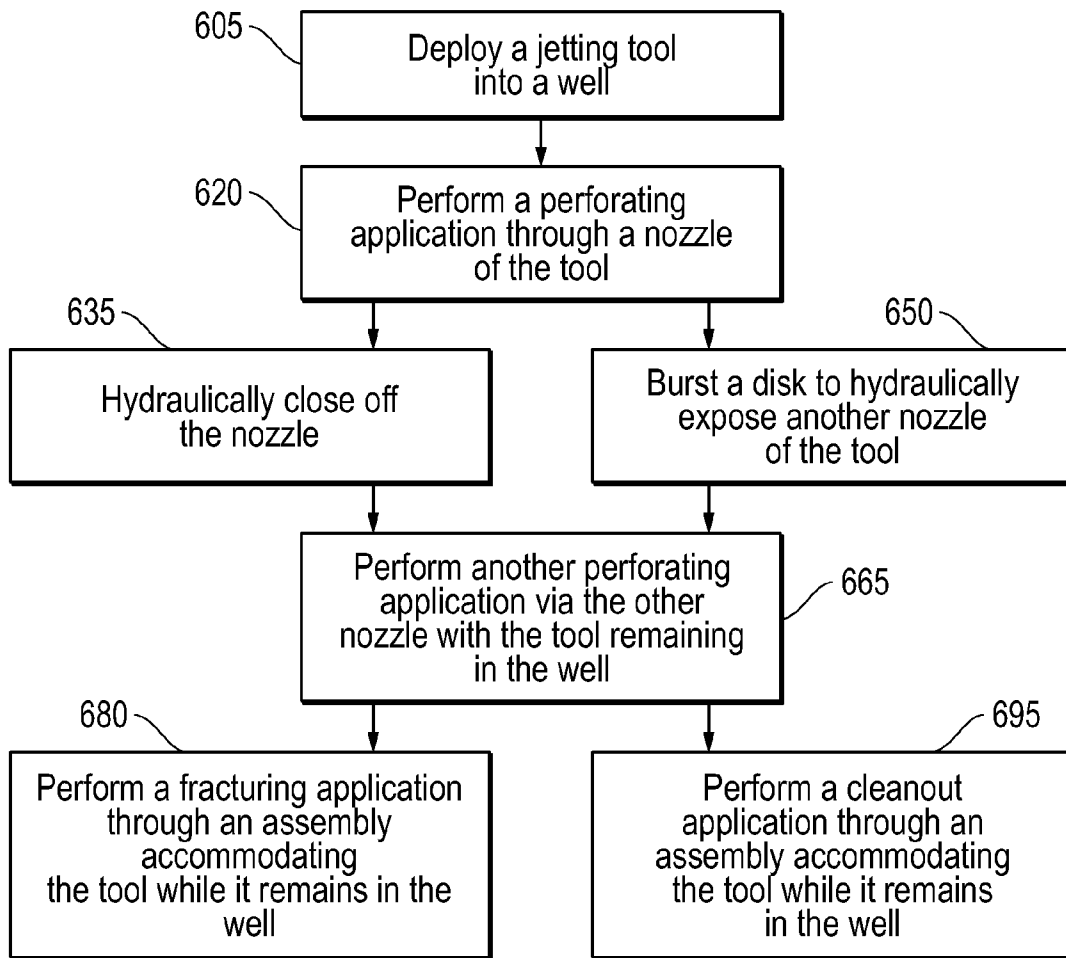 605
Deploy a jetting tool
into a well
620
Perform a perforating
application through a nozzle
of the tool
635
Hydraulically close off
the nozzle
650
Burst a disk to hydraulically
expose another nozzle
of the tool
Perform another perforating
application via the other
nozzle with the tool remaining
in the well
665
680
Perform a fracturing application
through an assembly
accommodating
the tool while it remains in the
well
695
Perform a cleanout
application through an
assembly accommodating
the tool while it remains
in the well